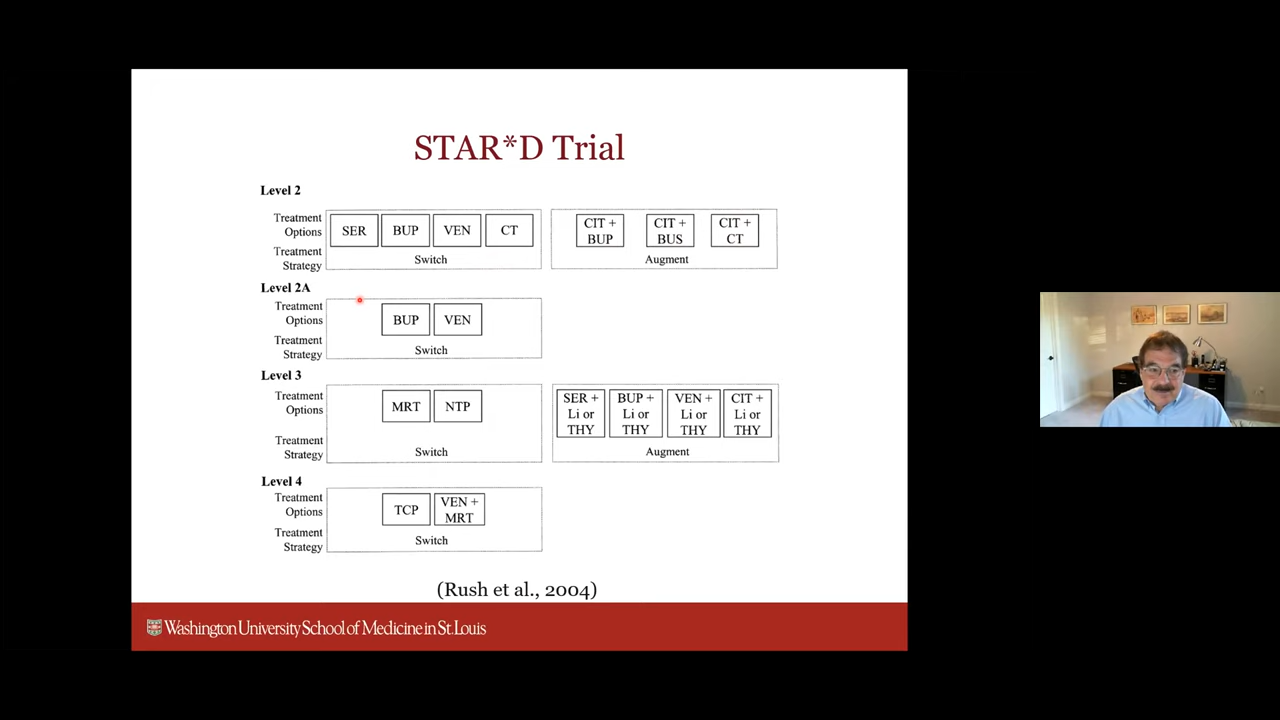 STAR*D Trial
Level 2
Treatment
Options
SER BUP VEN CT
CIT +
BUP
CIT +
BUS
CIT +
CT
Treatment
Strategy
Switch
Augment
Level 2A
Treatment
Options
BUP VEN
Treatment
Strategy
Switch
Level 3
Treatment
Options
MRT NTP
SER +
Li or
THY
BUP +
Li or
THY
VEN +
Li or
THY
CIT +
Li or
THY
Treatment
Strategy
Switch
Augment
Level 4
Treatment
Options
TCP
VEN +
MRT
Treatment
Strategy
Switch
(Rush et al., 2004)
Washington University School of Medicine in St. Louis